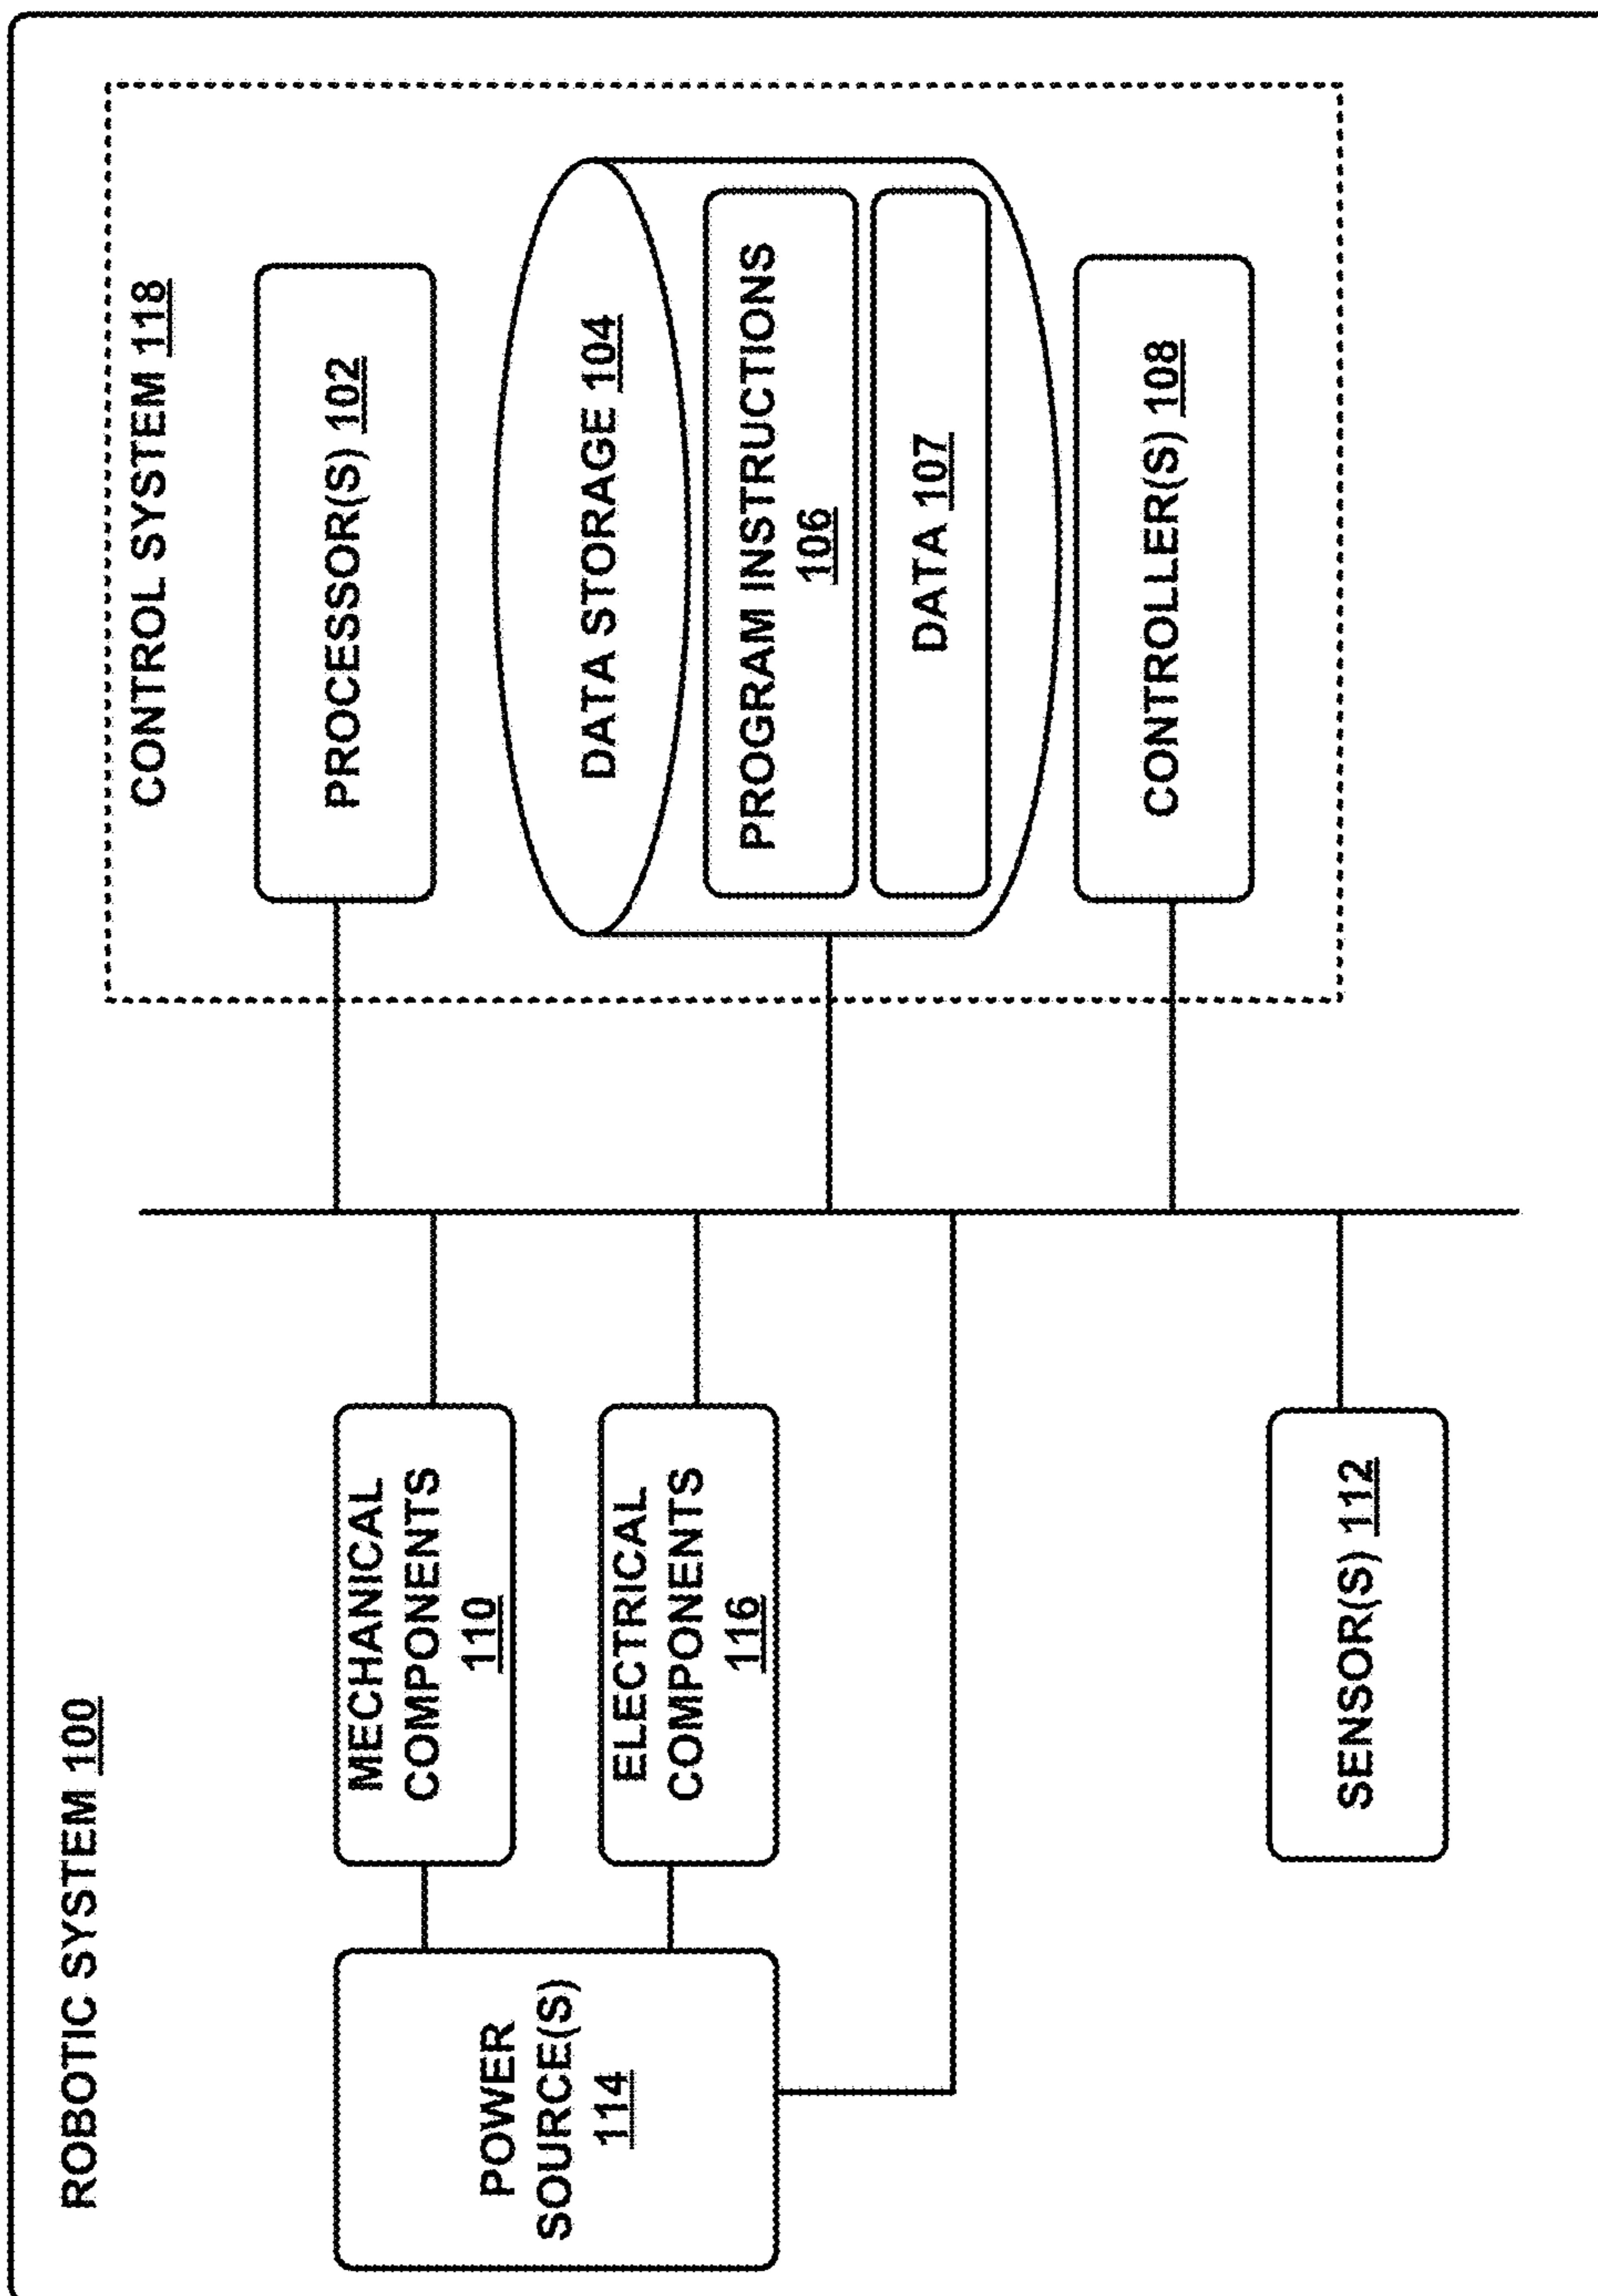 ROBOTIC SYSTEM 100
POWER
SOURCE(S)
114
MECHANICAL
COMPONENTS
110
ELECTRICAL
COMPONENTS
116
SENSOR(S) 112
CONTROL SYSTEM 118
PROCESSOR(S) 102
DATA STORAGE 104
PROGRAM INSTRUCTIONS
106
DATA 107
CONTROLLER(S) 108